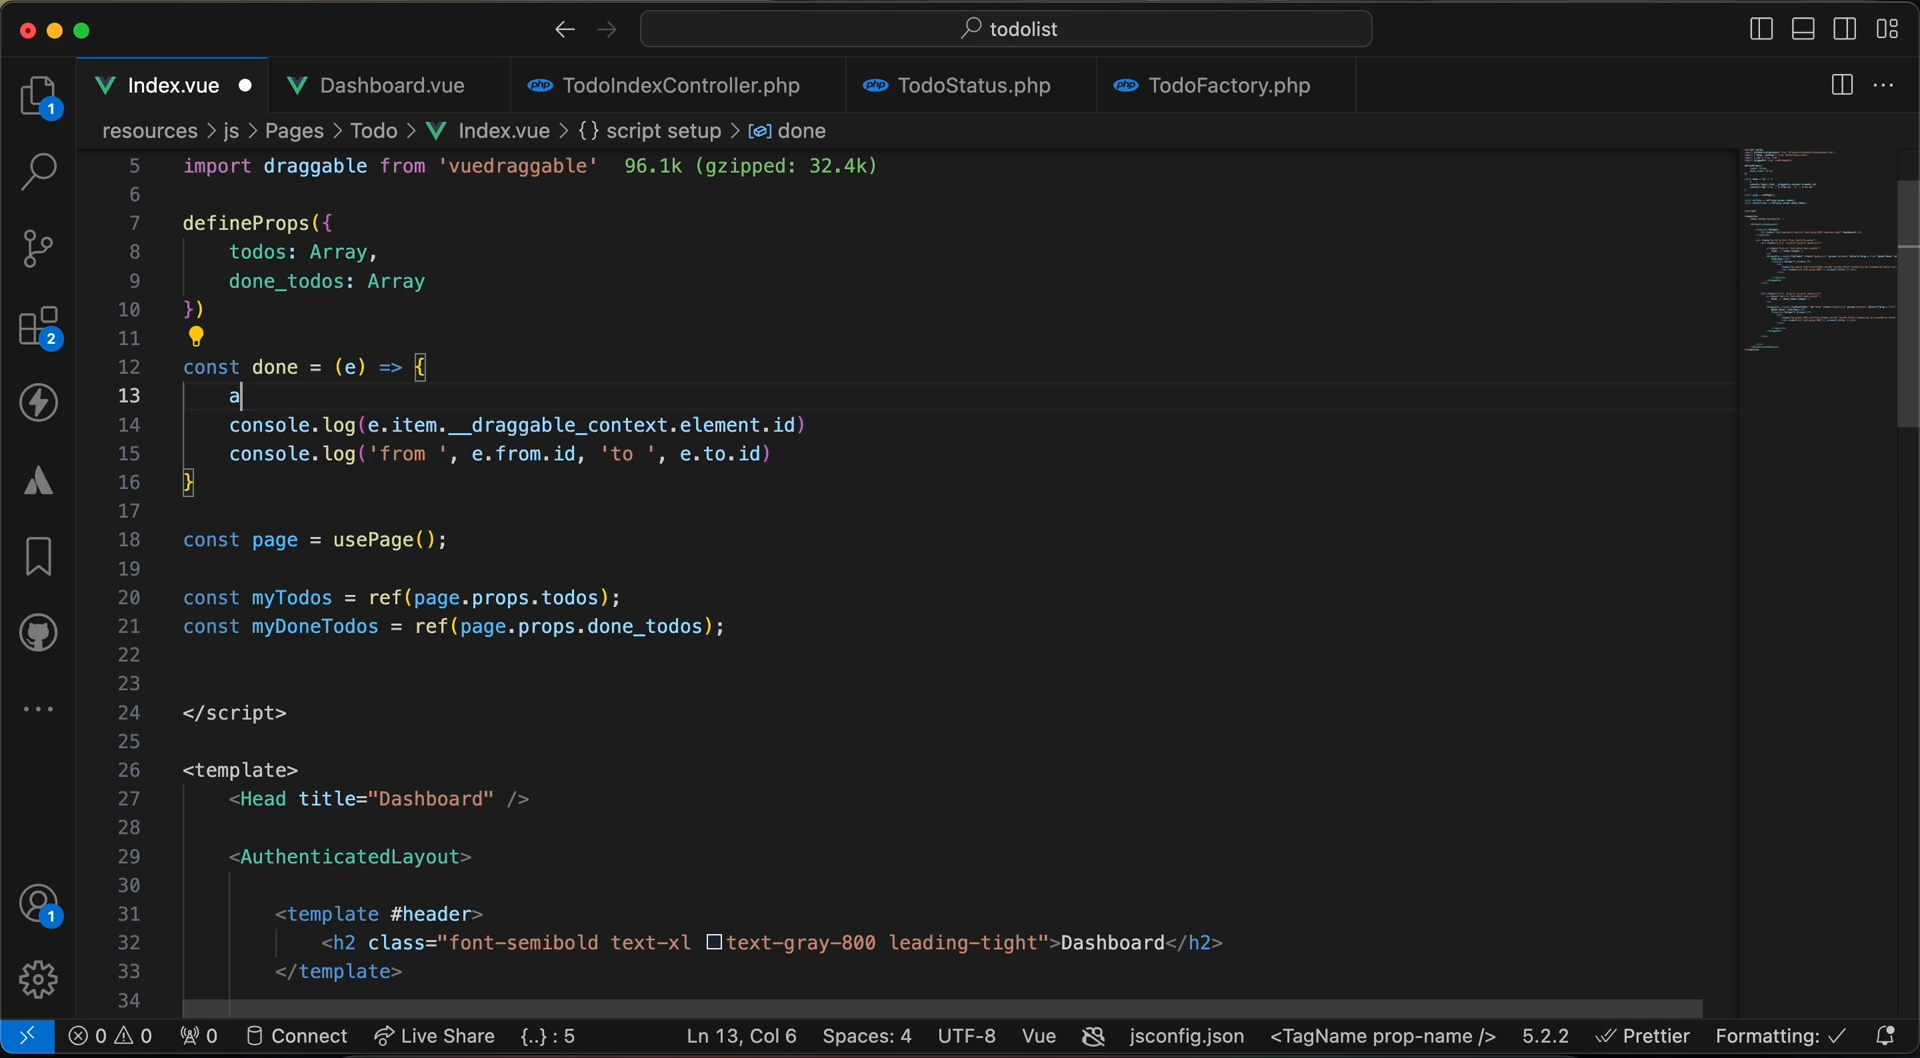 todolist
Index.vue
Dashboard.vue
php TodoIndexController.php
php TodoStatus.php
php TodoFactory.php
1
resources > js > Pages > Todo > Index.vue > {} script setup > done
5 import draggable from 'vuedraggable' 96.1k (gzipped: 32.4k)
6
7 defineProps({
8 todos: Array,
9 done_todos: Array
10 })
11
2
12 const done = (e) => {
13 a
14 console.log(e.item.__draggable_context.element.id)
15 console.log('from ', e.from.id, 'to ', e.to.id)
16 }
17
18 const page = usePage();
19
20 const myTodos = ref(page.props.todos);
21 const myDoneTodos = ref(page.props.done_todos);
22
23
24 </script>
25
26 <template>
27 <Head title="Dashboard" />
28
29 <AuthenticatedLayout>
30
31 <template #header>
1
32 <h2 class="font-semibold text-xl text-gray-800 leading-tight">Dashboard</h2>
33 </template>
34
0 0 0 Connect Live Share {..} : 5 Ln 13, Col 6 Spaces: 4 UTF-8 Vue jsconfig.json <TagName prop-name /> 5.2.2 Prettier Formatting: ✓